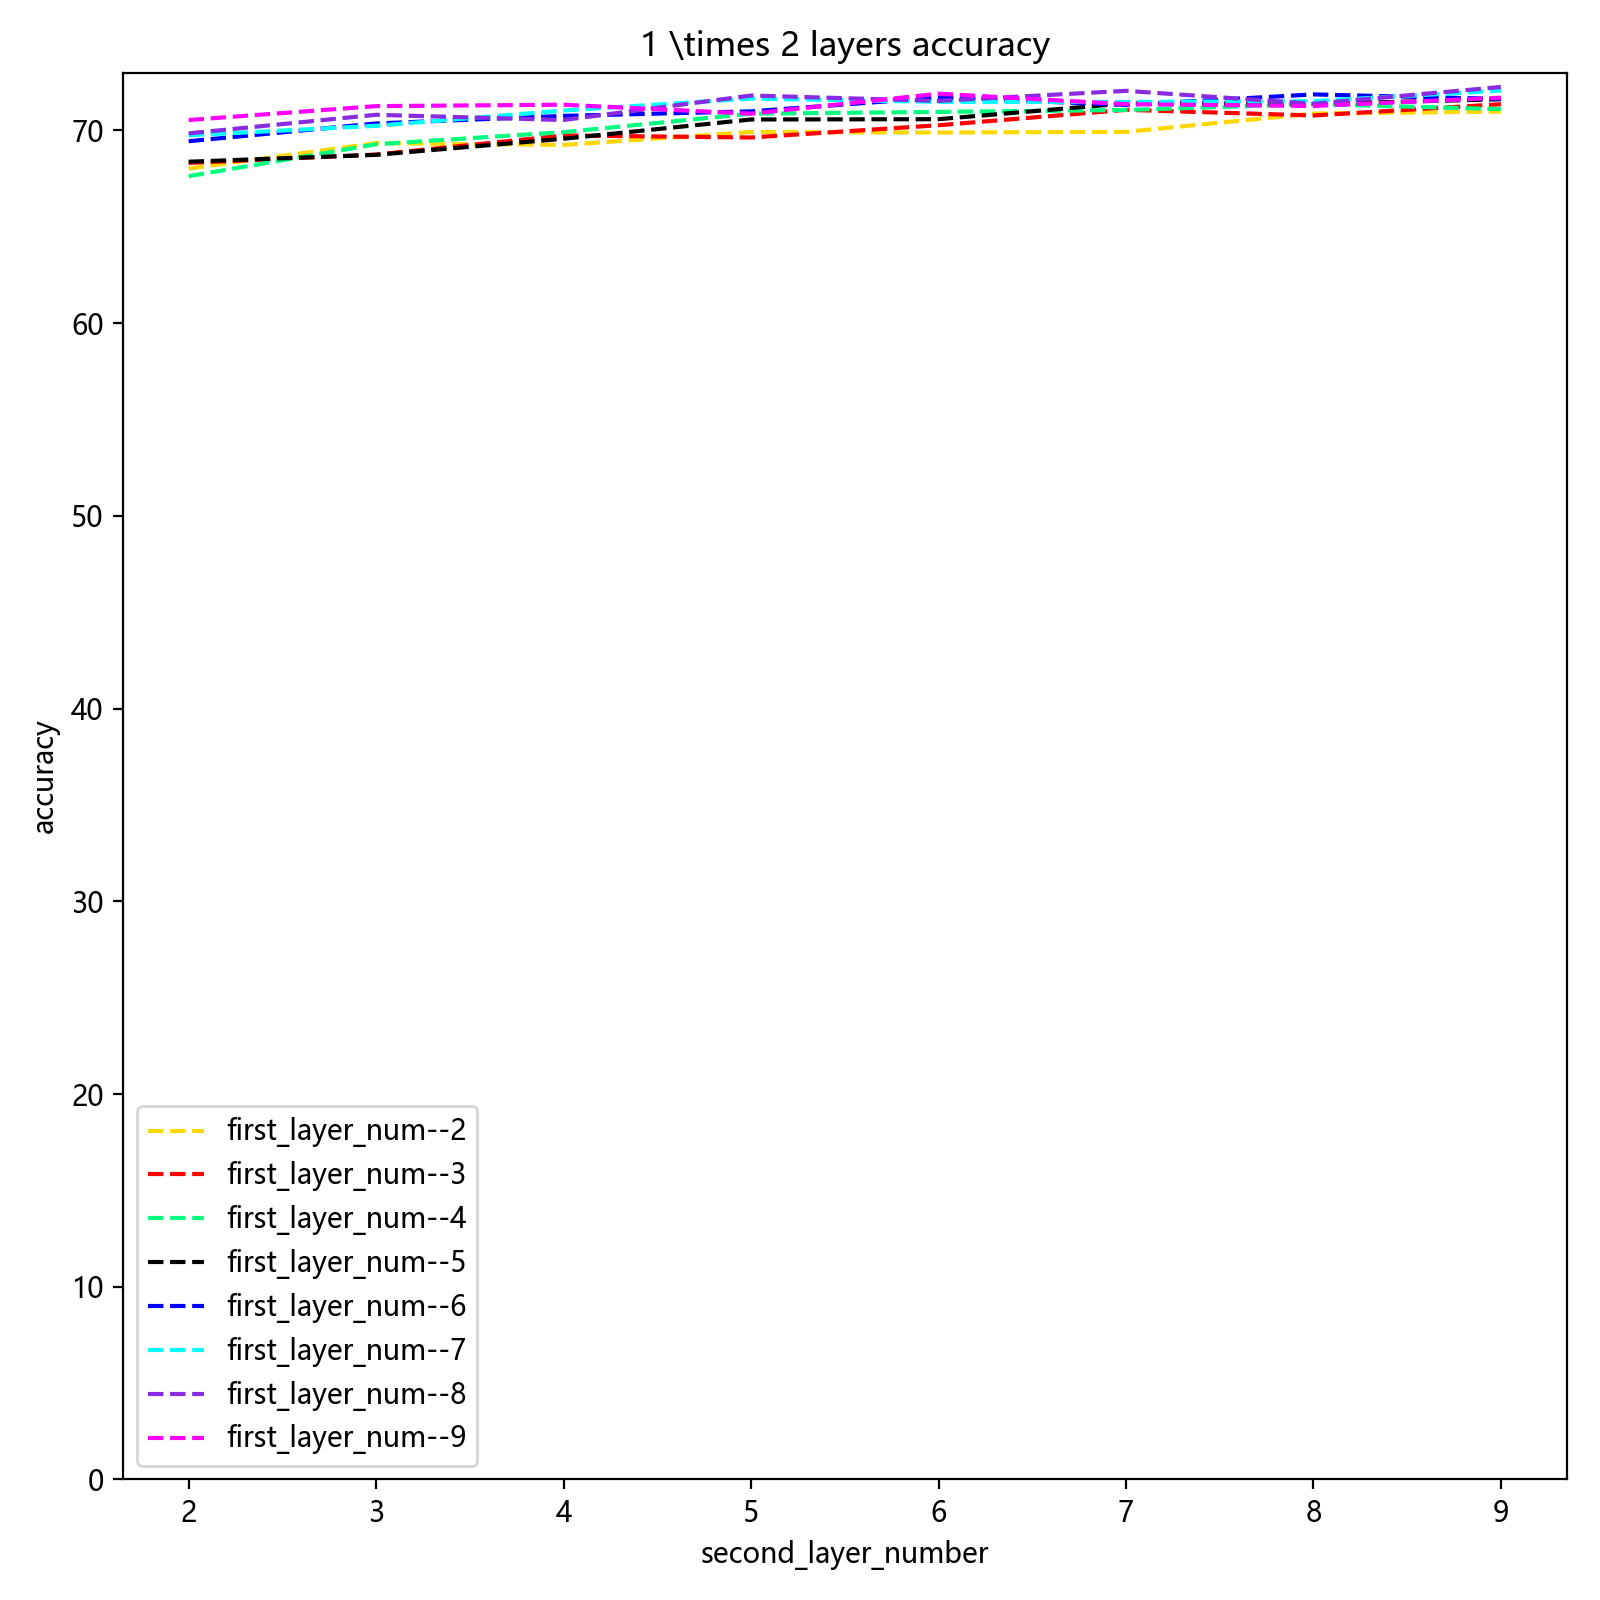 1 \times 2 layers accuracy
accuracy
70
60
50
40
30
20
10
0
first_layer_num--2
first_layer_num--3
first_layer_num--4
first_layer_num--5
first_layer_num--6
first_layer_num--7
first_layer_num--8
first_layer_num--9
2 3 4 5 6 7 8 9
second_layer_number